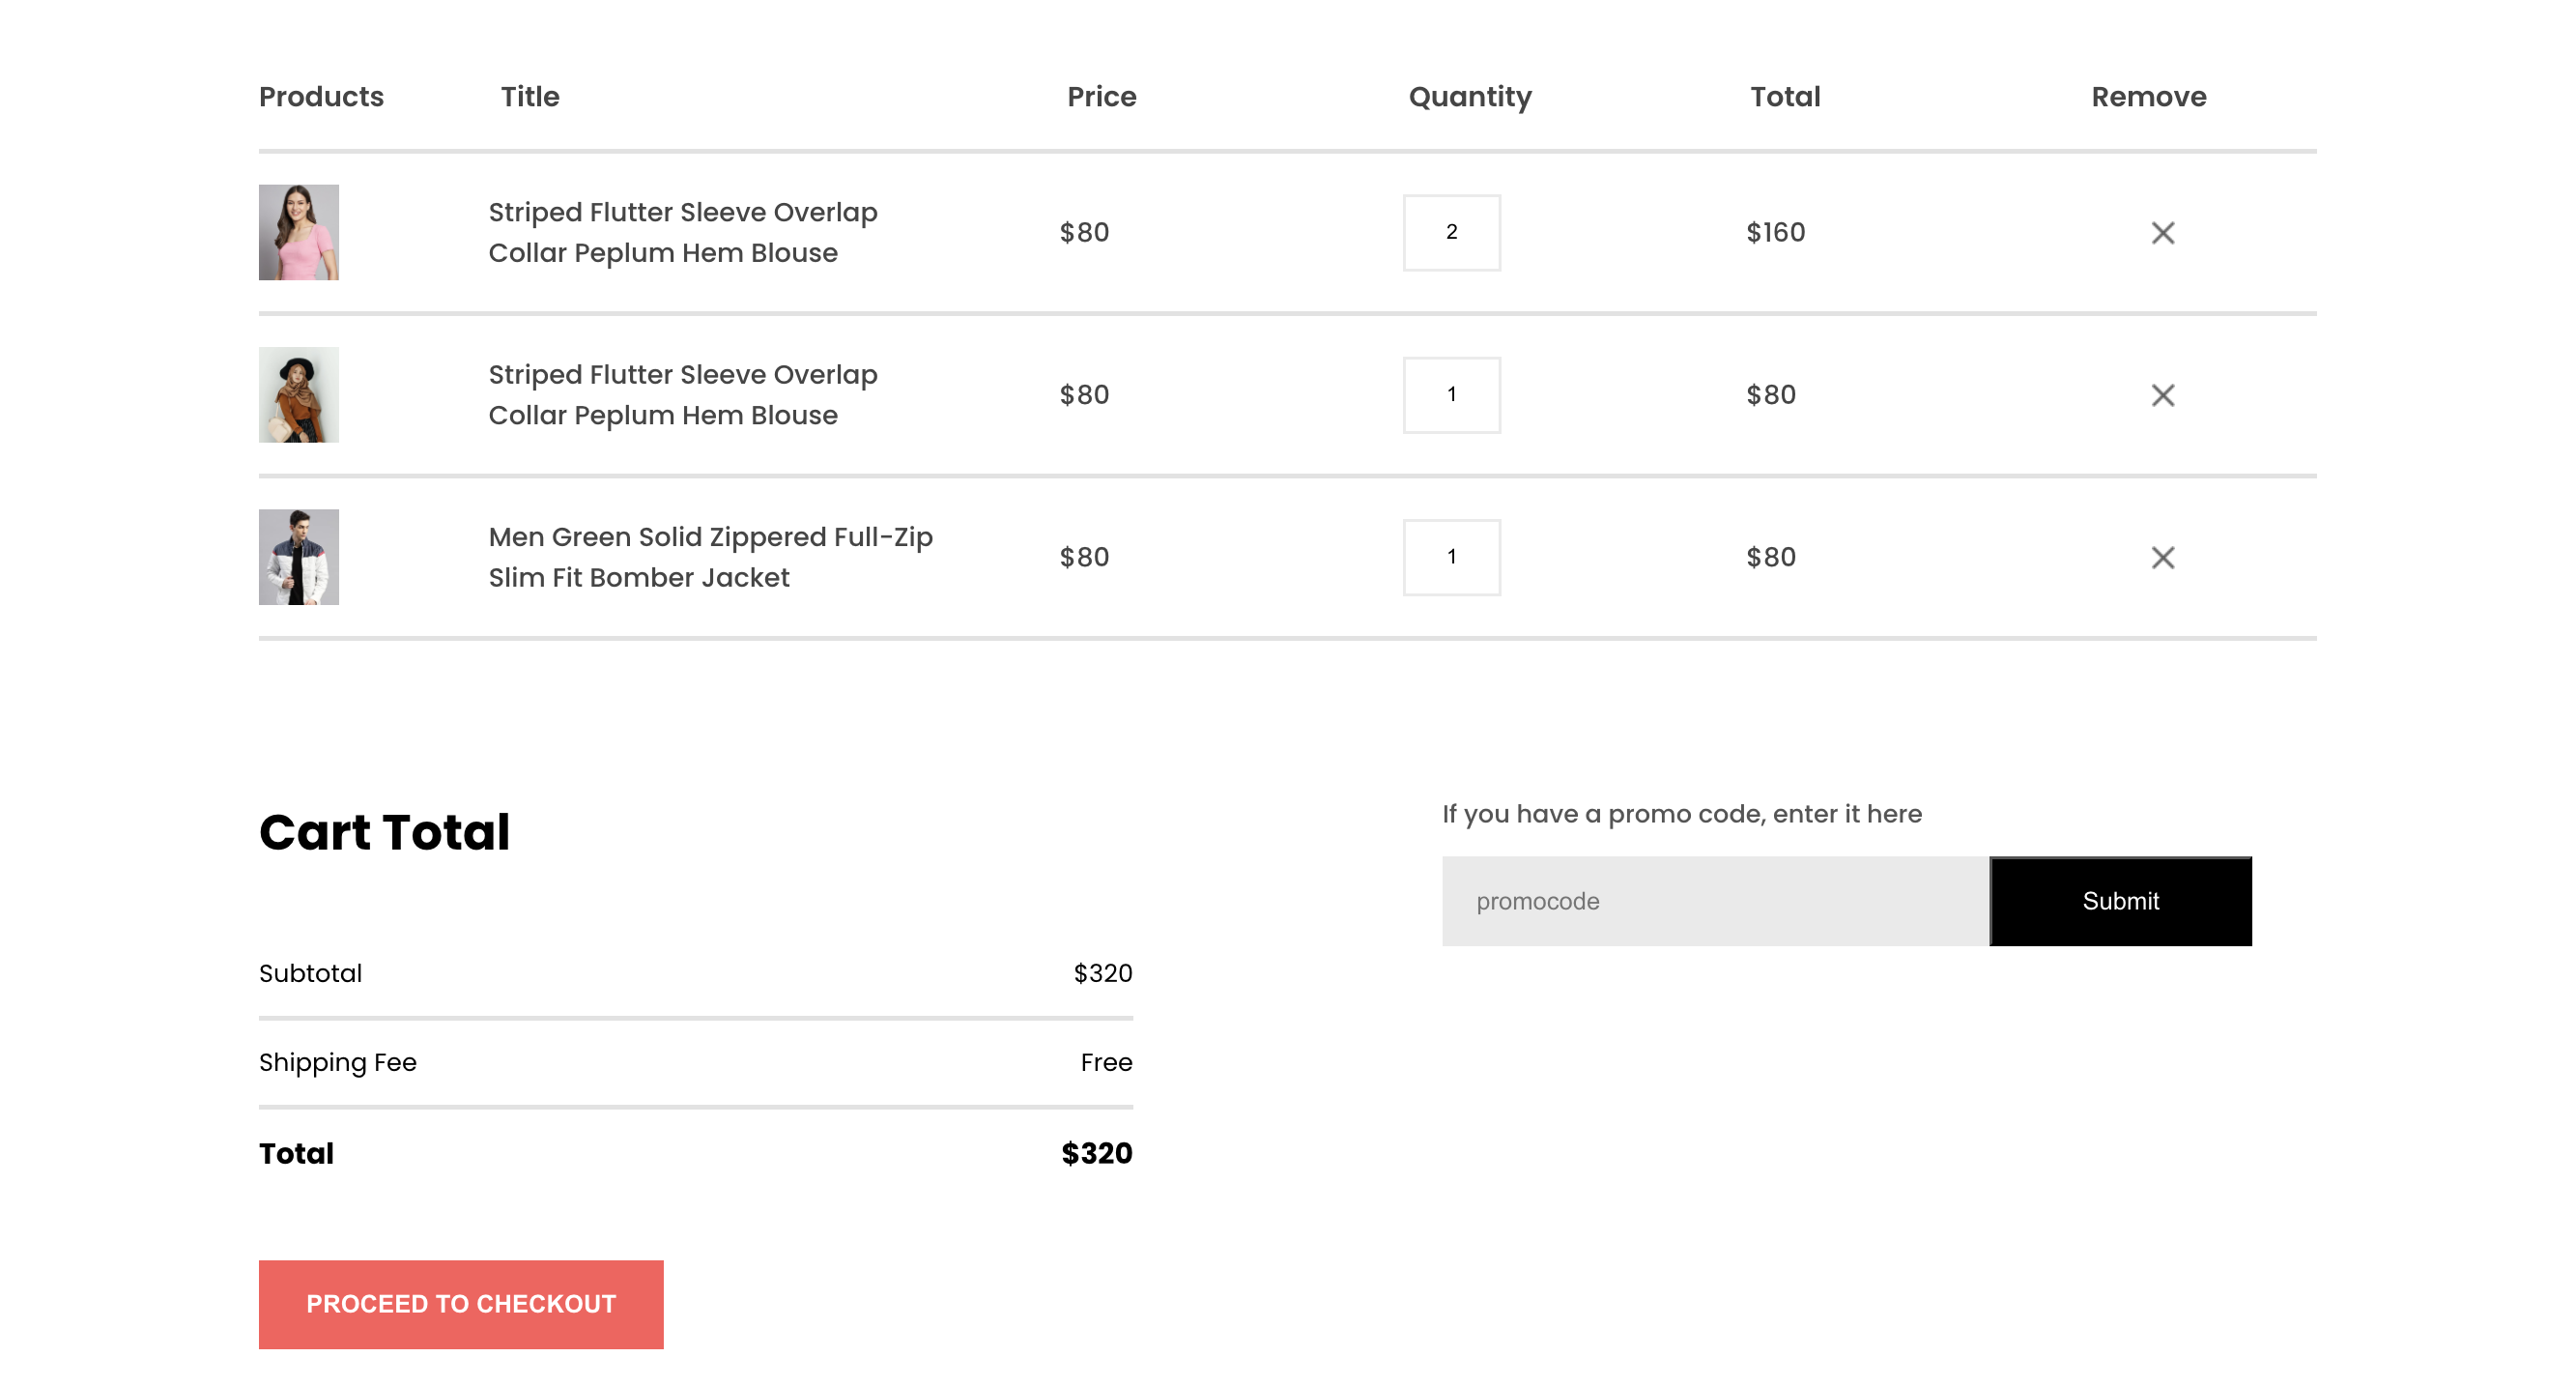 Products Title Price Quantity Total Remove
Striped Flutter Sleeve Overlap
Collar Peplum Hem Blouse
$80 2 $160
Striped Flutter Sleeve Overlap
Collar Peplum Hem Blouse
$80 1 $80
Men Green Solid Zippered Full-Zip
Slim Fit Bomber Jacket
$80 1 $80
Cart Total
Subtotal $320
Shipping Fee Free
Total $320
PROCEED TO CHECKOUT
If you have a promo code, enter it here
promocode Submit